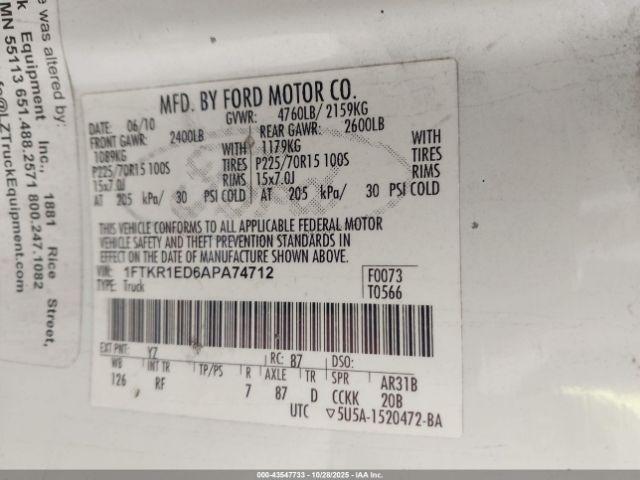 e was altered by:
k Equipment Inc., 1881 Rice Street,
MN 55113 651.488.2571 800.247.1082
fo@LZTruckEquipment.com
MFD. BY FORD MOTOR CO.
DATE: 06/10 GVWR: 4760LB/ 2159KG
FRONT GAWR: 2400LB REAR GAWR: 2600LB
1089KG WITH 1179KG WITH
P225/70R15 100S TIRES P225/70R15 100S TIRES
15x7.0J RIMS 15x7.0J RIMS
AT 205 kPa/ 30 PSI COLD AT 205 kPa/ 30 PSI COLD
THIS VEHICLE CONFORMS TO ALL APPLICABLE FEDERAL MOTOR
VEHICLE SAFETY AND THEFT PREVENTION STANDARDS IN
EFFECT ON THE DATE OF MANUFACTURE SHOWN ABOVE.
VIN: 1FTKR1ED6APA74712 F0073
TYPE: Truck T0566
EXT PNT: YZ RC: 87 DSO:
WB INT TR TP/PS R AXLE TR SPR AR31B
126 RF 7 87 D CCKK 20B
UTC ▽5U5A-1520472-BA
000-43547733 - 10/28/2025 - IAAI.COM